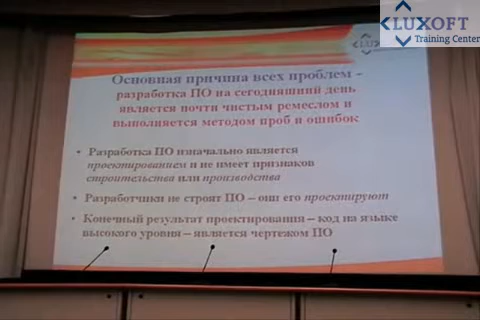 LUXOFT
Training Center
LUXOFT
Основная причина всех проблем -
разработка ПО на сегодняшний день
является почти чистым ремеслом и
выполняется методом проб и ошибок
• Разработка ПО изначально является
проектированием и не имеет признаков
строительства или производства
• Разработчики не строят ПО – они его проектируют
• Конечный результат проектирования – код на языке
высокого уровня – является чертежом ПО